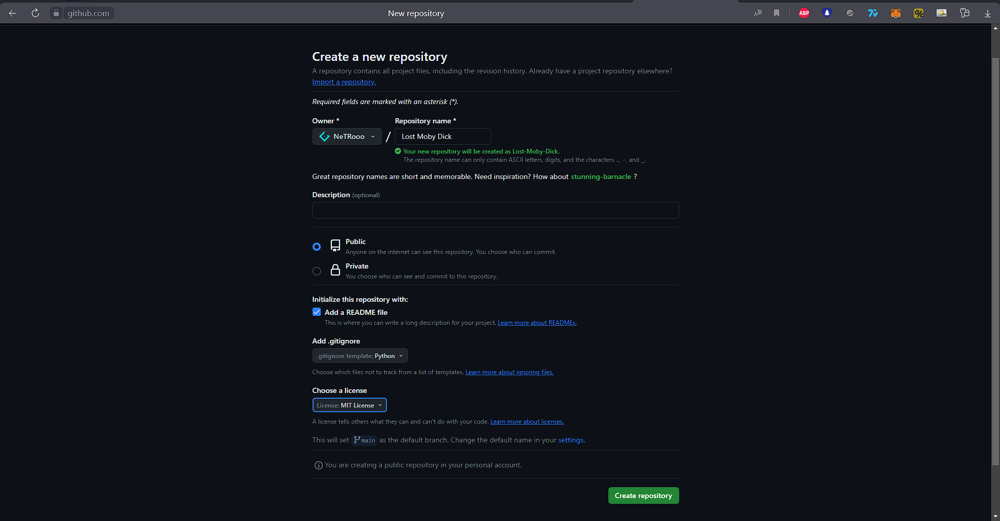 github.com
New repository
ABP
Create a new repository
A repository contains all project files, including the revision history. Already have a project repository elsewhere?
Import a repository.
Required fields are marked with an asterisk (*).
Owner *
Repository name *
NeTRooo
/
Lost Moby Dick
Your new repository will be created as Lost-Moby-Dick.
The repository name can only contain ASCII letters, digits, and the characters ., -, and _.
Great repository names are short and memorable. Need inspiration? How about stunning-barnacle ?
Description (optional)
Public
Anyone on the internet can see this repository. You choose who can commit.
Private
You choose who can see and commit to this repository.
Initialize this repository with:
Add a README file
This is where you can write a long description for your project. Learn more about READMEs.
Add .gitignore
.gitignore template: Python
Choose which files not to track from a list of templates. Learn more about ignoring files.
Choose a license
License: MIT License
A license tells others what they can and can't do with your code. Learn more about licenses.
This will set main as the default branch. Change the default name in your settings.
You are creating a public repository in your personal account.
Create repository